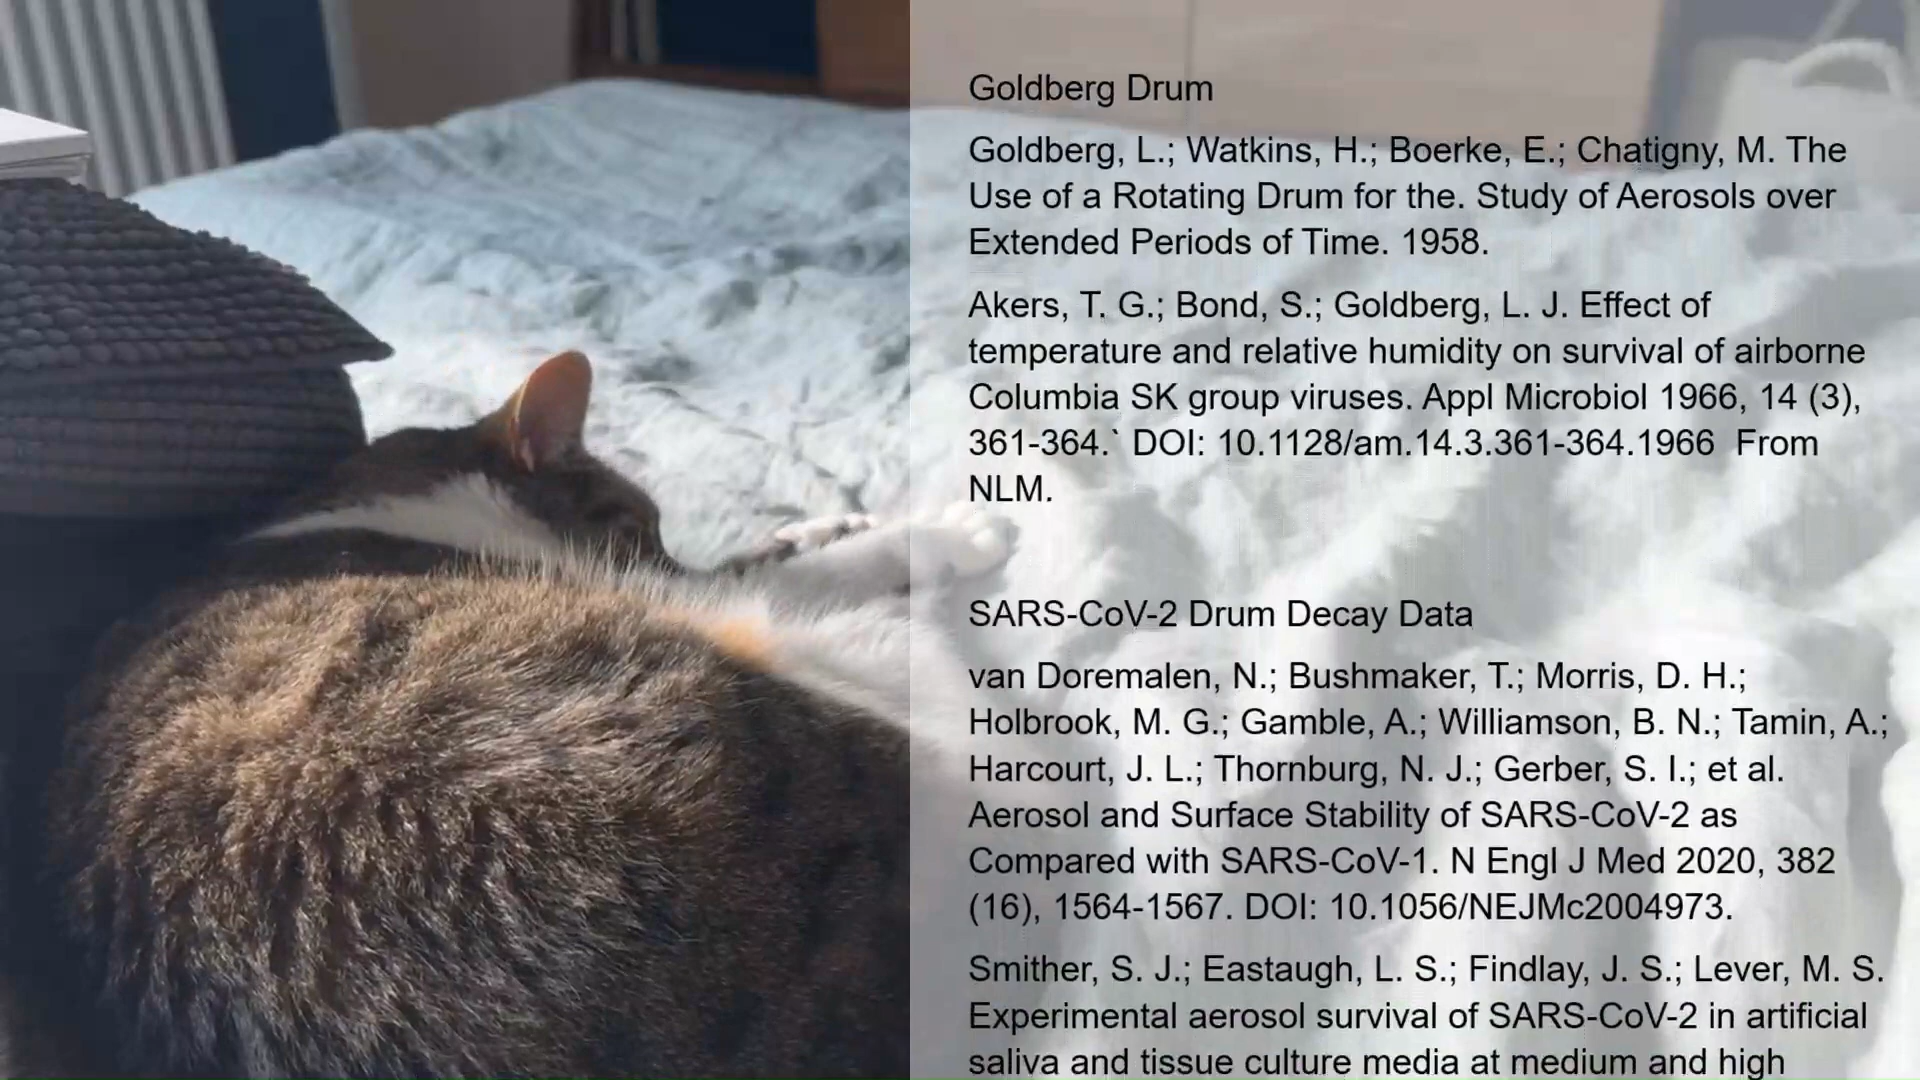 Goldberg Drum
Goldberg, L.; Watkins, H.; Boerke, E.; Chatigny, M. The
Use of a Rotating Drum for the. Study of Aerosols over
Extended Periods of Time. 1958.
Akers, T. G.; Bond, S.; Goldberg, L. J. Effect of
temperature and relative humidity on survival of airborne
Columbia SK group viruses. Appl Microbiol 1966, 14 (3),
361-364.` DOI: 10.1128/am.14.3.361-364.1966  From
NLM.
SARS-CoV-2 Drum Decay Data
van Doremalen, N.; Bushmaker, T.; Morris, D. H.;
Holbrook, M. G.; Gamble, A.; Williamson, B. N.; Tamin, A.;
Harcourt, J. L.; Thornburg, N. J.; Gerber, S. I.; et al.
Aerosol and Surface Stability of SARS-CoV-2 as
Compared with SARS-CoV-1. N Engl J Med 2020, 382
(16), 1564-1567. DOI: 10.1056/NEJMc2004973.
Smither, S. J.; Eastaugh, L. S.; Findlay, J. S.; Lever, M. S.
Experimental aerosol survival of SARS-CoV-2 in artificial
saliva and tissue culture media at medium and high